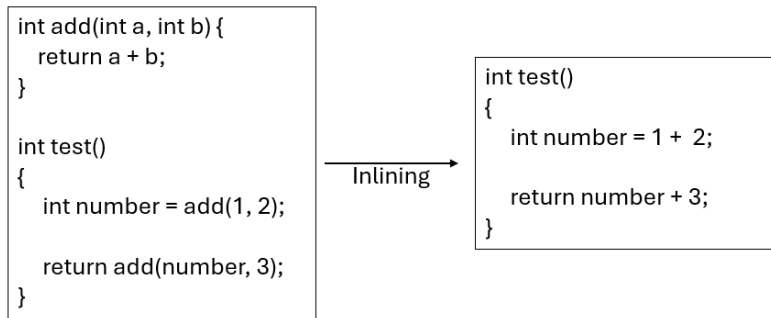 int add(int a, int b) {
return a + b;
}
int test()
{
int number = add(1, 2);
return add(number, 3);
}
Inlining
int test()
{
int number = 1 + 2;
return number + 3;
}